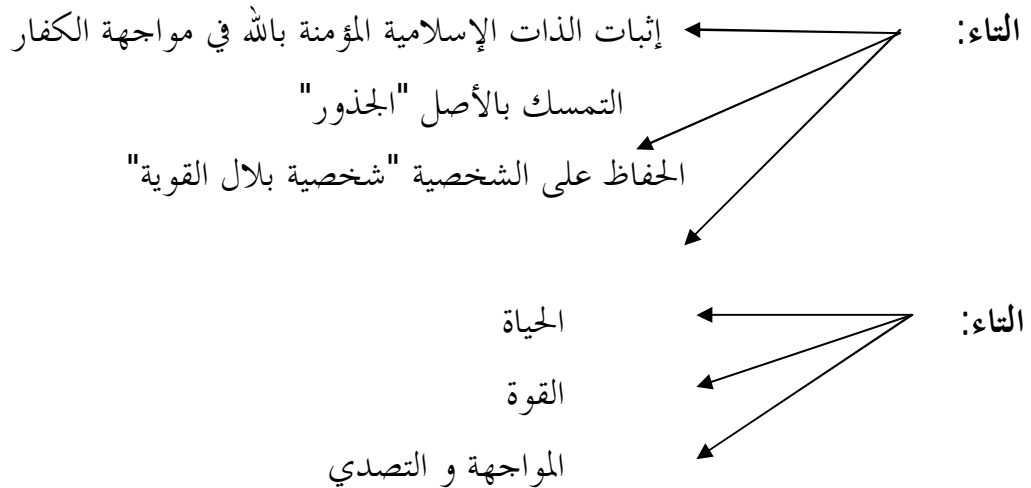 التاء: إثبات الذات الإسلامية المؤمنة بالله في مواجهة الكفار
التمسك بالأصل "الجذور"
الحفاظ على الشخصية "شخصية بلال القوية"
التاء: الحياة
القوة
المواجهة و التصدي